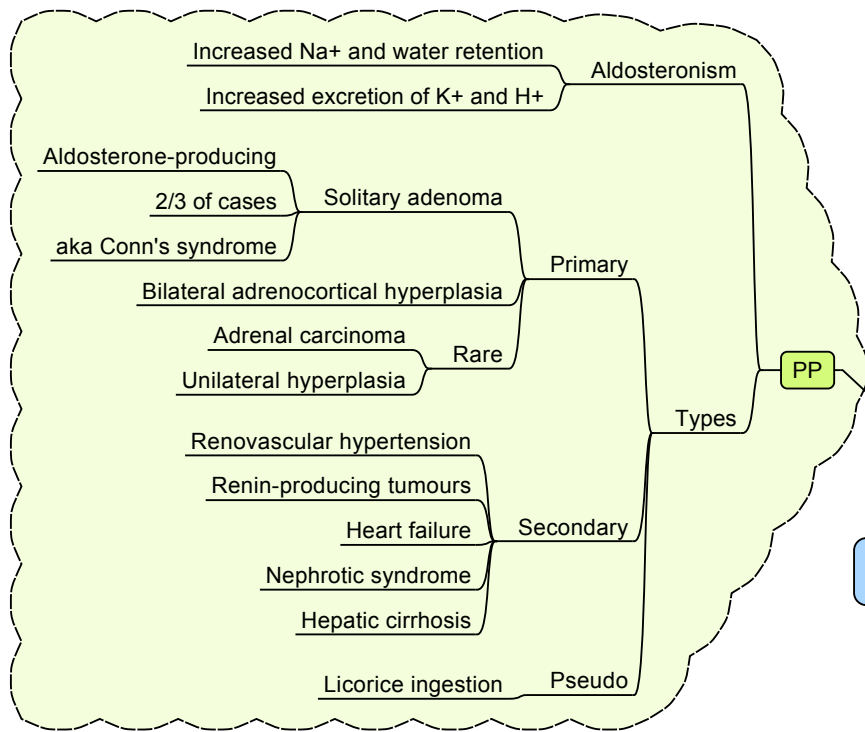 Increased Na+ and water retention
Aldosteronism
Increased excretion of K+ and H+
Aldosterone-producing
2/3 of cases
Solitary adenoma
aka Conn's syndrome
Primary
Bilateral adrenocortical hyperplasia
Adrenal carcinoma
Rare
Unilateral hyperplasia
PP
Types
Renovascular hypertension
Renin-producing tumours
Heart failure
Secondary
Nephrotic syndrome
Hepatic cirrhosis
Licorice ingestion
Pseudo